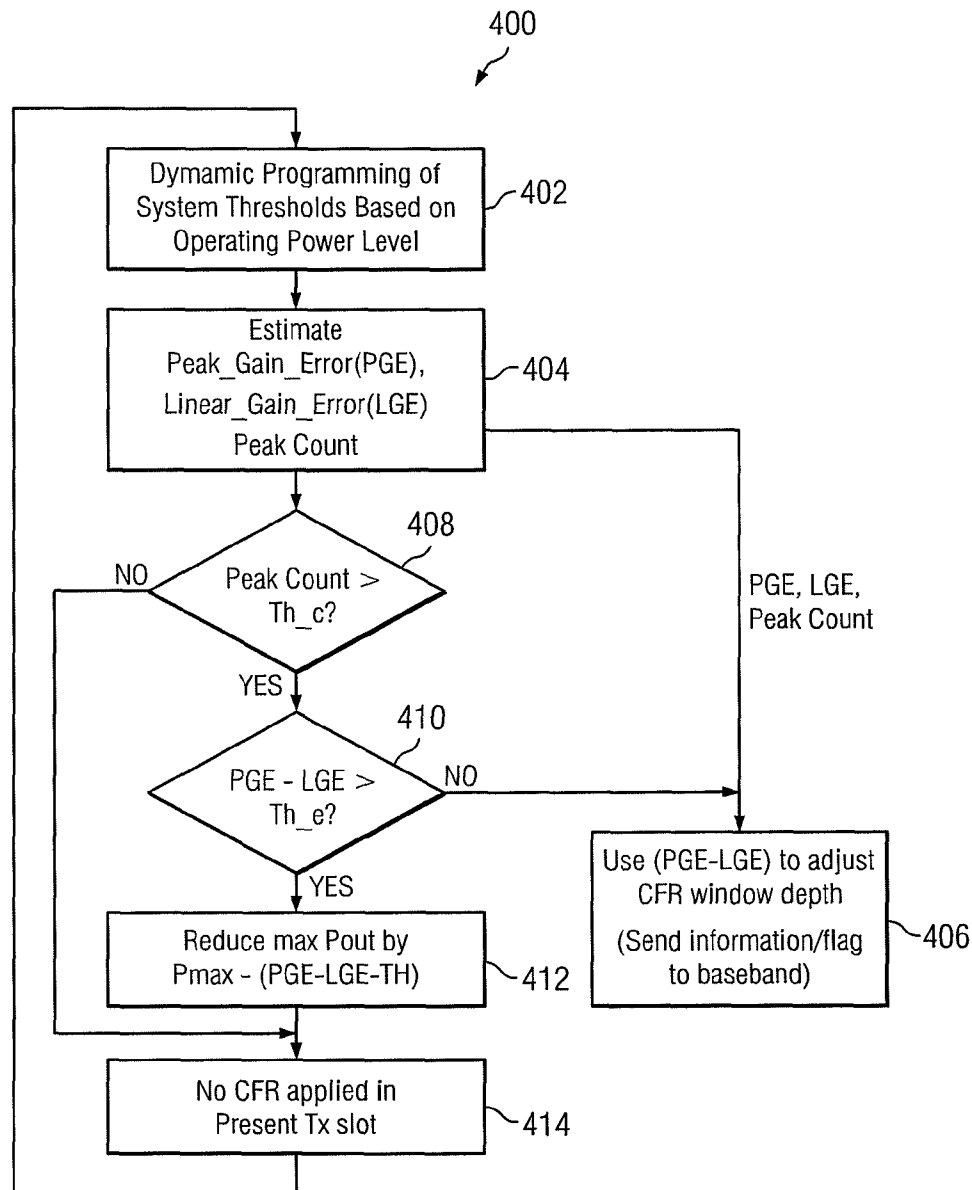 400
Dymamic Programming of
System Thresholds Based on
Operating Power Level
402
Estimate
Peak_Gain_Error(PGE),
Linear_Gain_Error(LGE)
Peak Count
404
408
NO
Peak Count >
Th_c?
PGE, LGE,
Peak Count
YES
410
PGE - LGE >
Th_e?
NO
YES
Use (PGE-LGE) to adjust
CFR window depth
(Send information/flag
to baseband)
406
Reduce max Pout by
Pmax - (PGE-LGE-TH)
412
No CFR applied in
Present Tx slot
414